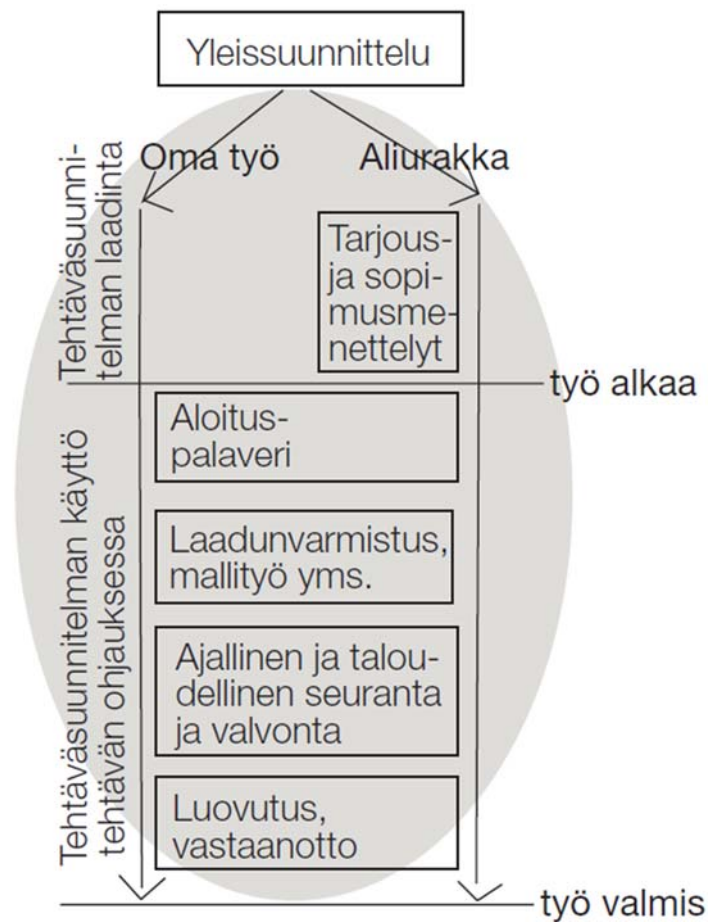 Yleissuunnittelu
Oma työ
Aliurakka
Tehtäväsuunni-
telman laadinta
Tarjous-
ja sopi-
musme-
nettelyt
työ alkaa
Tehtäväsuunnitelman käyttö
tehtävän ohjauksessa
Aloitus-
palaveri
Laadunvarmistus,
mallityö yms.
Ajallinen ja talou-
dellinen seuranta
ja valvonta
Luovutus,
vastaanotto
työ valmis